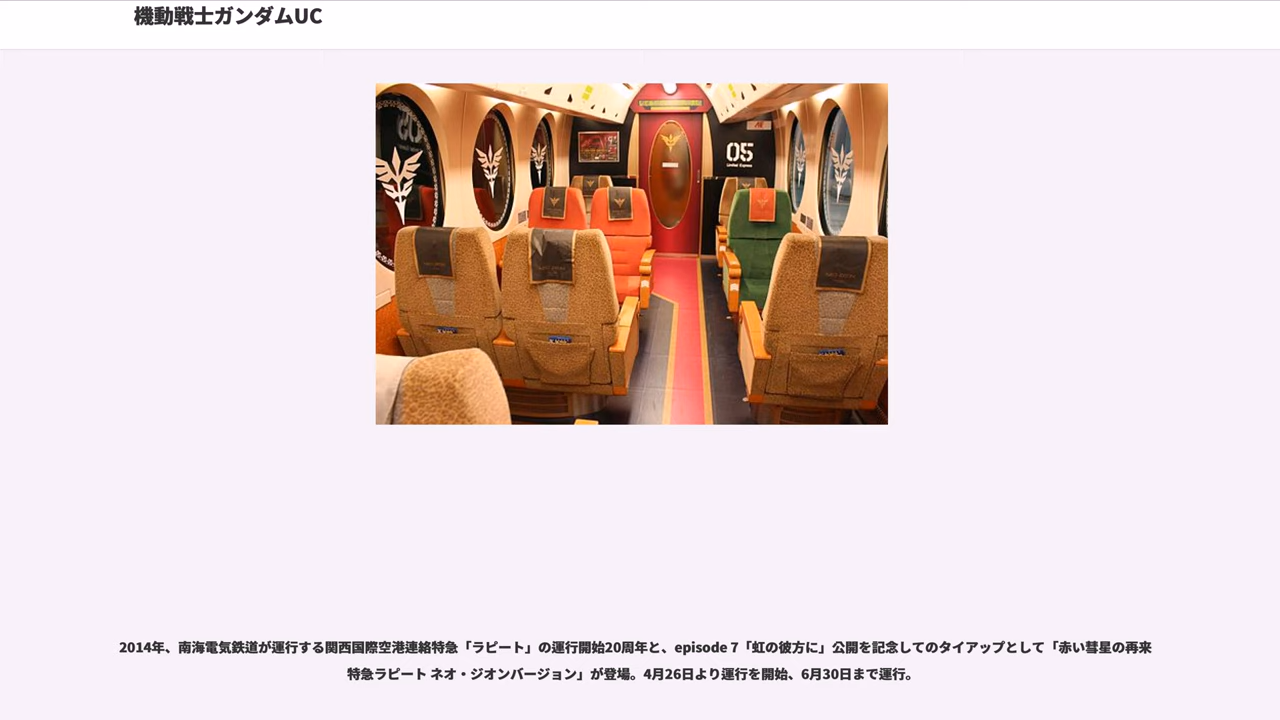 機動戦士ガンダムUC
05
Limited Express
2014年、南海電気鉄道が運行する関西国際空港連絡特急「ラピート」の運行開始20周年と、episode 7「虹の彼方に」公開を記念してのタイアップとして「赤い彗星の再来
特急ラピート ネオ・ジオンバージョン」が登場。4月26日より運行を開始、6月30日まで運行。